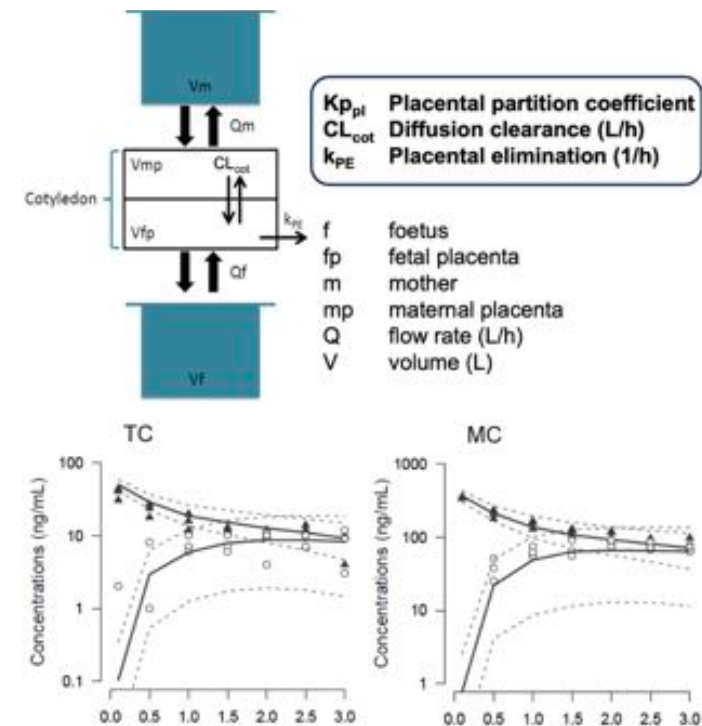 Vm
Qm
Vmp CLcot
Cotyledon
Vfp kPE
Qf
Vf
Kppl Placental partition coefficient
CLcot Diffusion clearance (L/h)
kPE Placental elimination (1/h)
f foetus
fp fetal placenta
m mother
mp maternal placenta
Q flow rate (L/h)
V volume (L)
TC
Concentrations (ng/mL)
100
10
1
0.1
0.0 0.5 1.0 1.5 2.0 2.5 3.0
MC
Concentrations (ng/mL)
1000
100
10
1
0.0 0.5 1.0 1.5 2.0 2.5 3.0